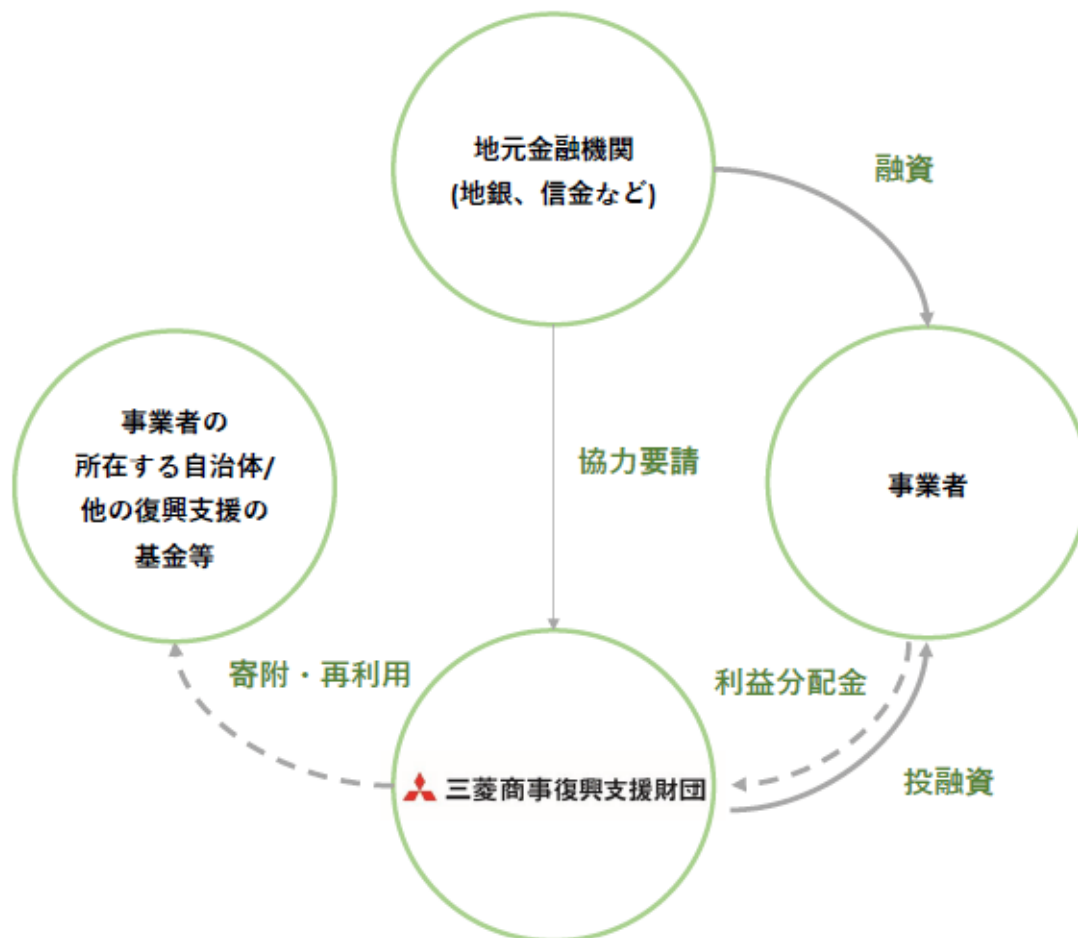 地元金融機関
(地銀、信金など)
融資
事業者の
所在する自治体/
他の復興支援の
基金等
協力要請
事業者
寄附・再利用
利益分配金
三菱商事復興支援財団
投融資